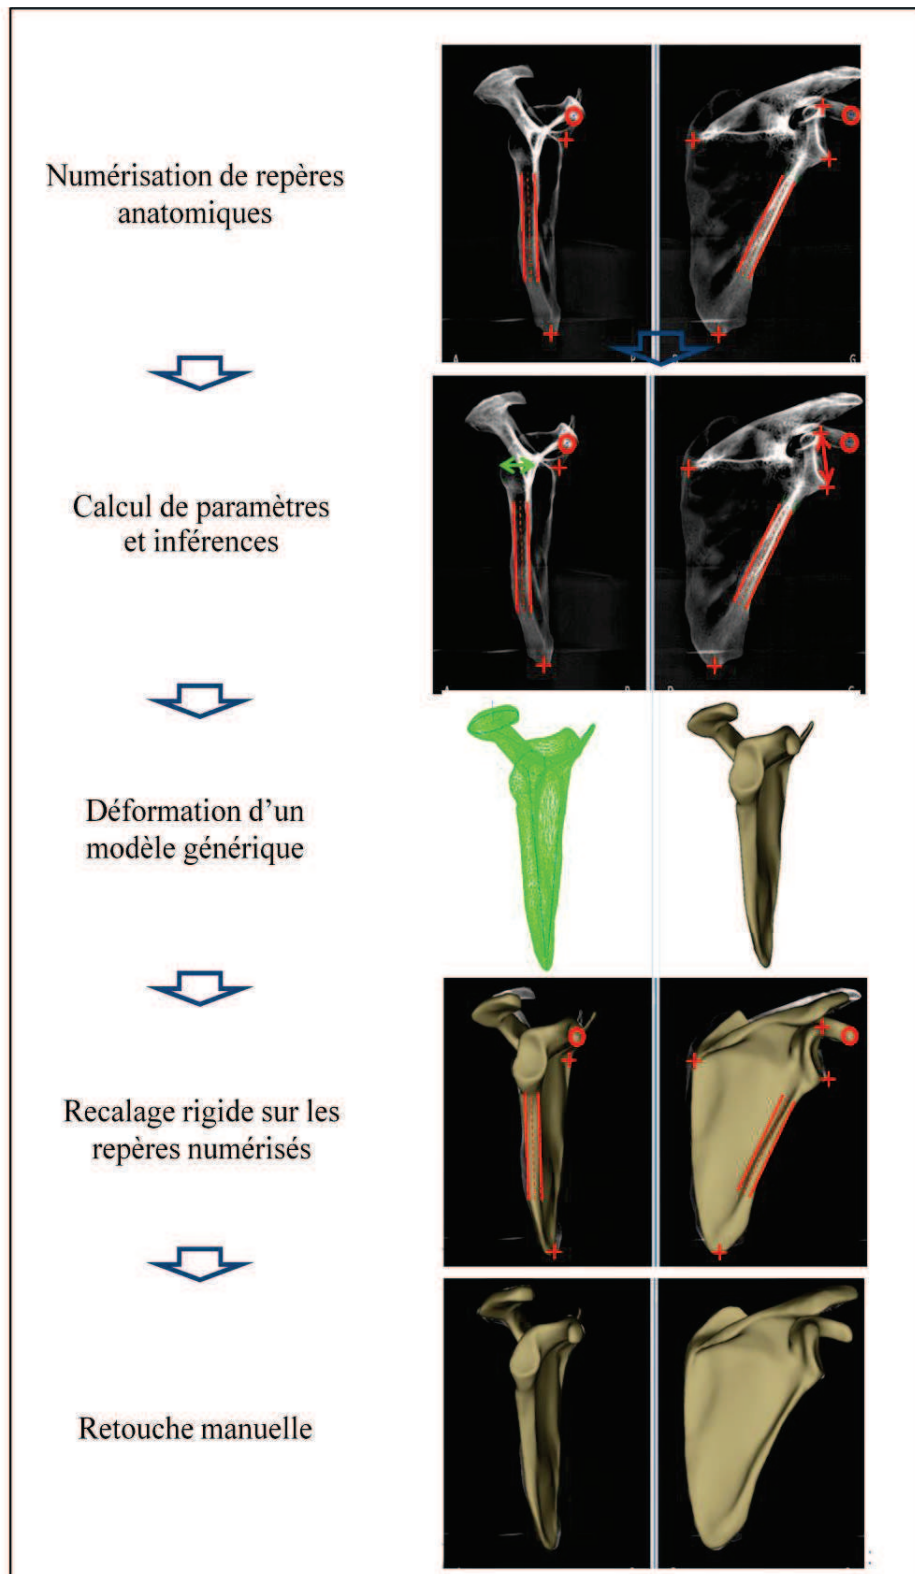 Numérisation de repères
anatomiques
A
G
Calcul de paramètres
et inférences
Déformation d’un
modèle générique
Recalage rigide sur les
repères numérisés
Retouche manuelle